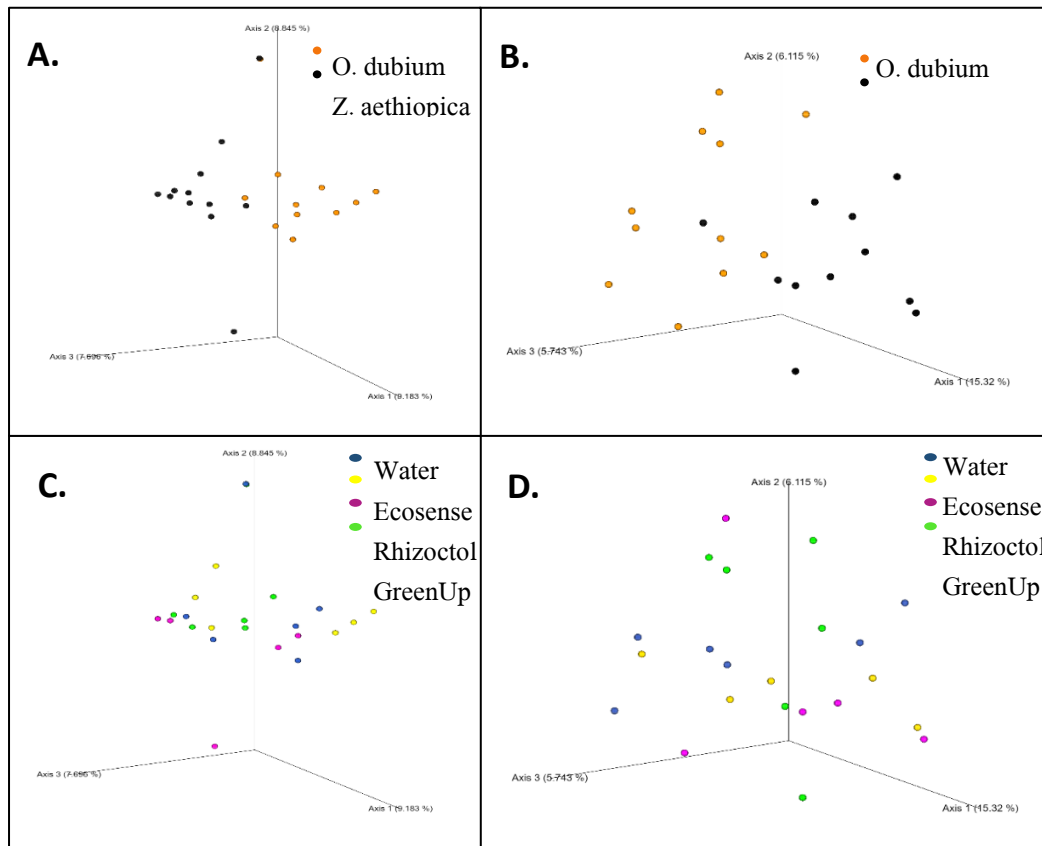 A.
Axis 2 (8.845 %)
O. dubium
Z. aethiopica
Axis 3 (7.696 %)
Axis 1 (9.183 %)
B.
Axis 2 (6.115 %)
O. dubium
Axis 3 (5.743 %)
Axis 1 (15.32 %)
C.
Axis 2 (8.845 %)
Water
Ecosense
Rhizoctol
GreenUp
Axis 3 (7.696 %)
Axis 1 (9.183 %)
D.
Axis 2 (6.115 %)
Water
Ecosense
Rhizoctol
GreenUp
Axis 3 (5.743 %)
Axis 1 (15.32 %)